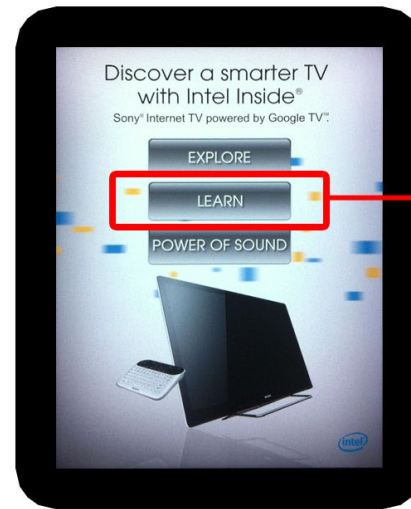 Discover a smarter TV
with Intel Inside®
Sony® Internet TV powered by Google TV™.
EXPLORE
LEARN
POWER OF SOUND
intel